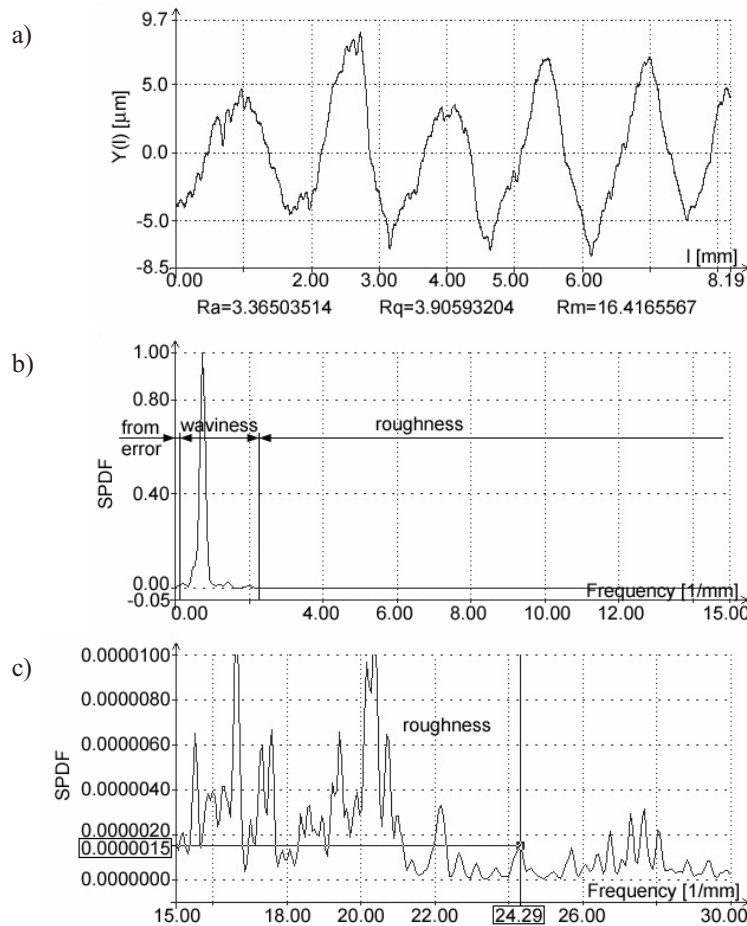 a)
9.7
5.0
0.0
-5.0
-8.5
Y(l) [μm]
l [mm]
0.00 2.00 3.00 4.00 5.00 6.00 8.19
Ra=3.36503514 Rq=3.90593204 Rm=16.4165567
b)
1.00
0.80
0.40
0.00
-0.05
SPDF
from error
waviness
roughness
Frequency [1/mm]
0.00 4.00 6.00 8.00 10.00 12.00 15.00
c)
0.0000100
0.0000080
0.0000060
0.0000040
0.0000020
0.0000015
0.0000000
SPDF
roughness
Frequency [1/mm]
15.00 18.00 20.00 22.00 24.29 26.00 30.00